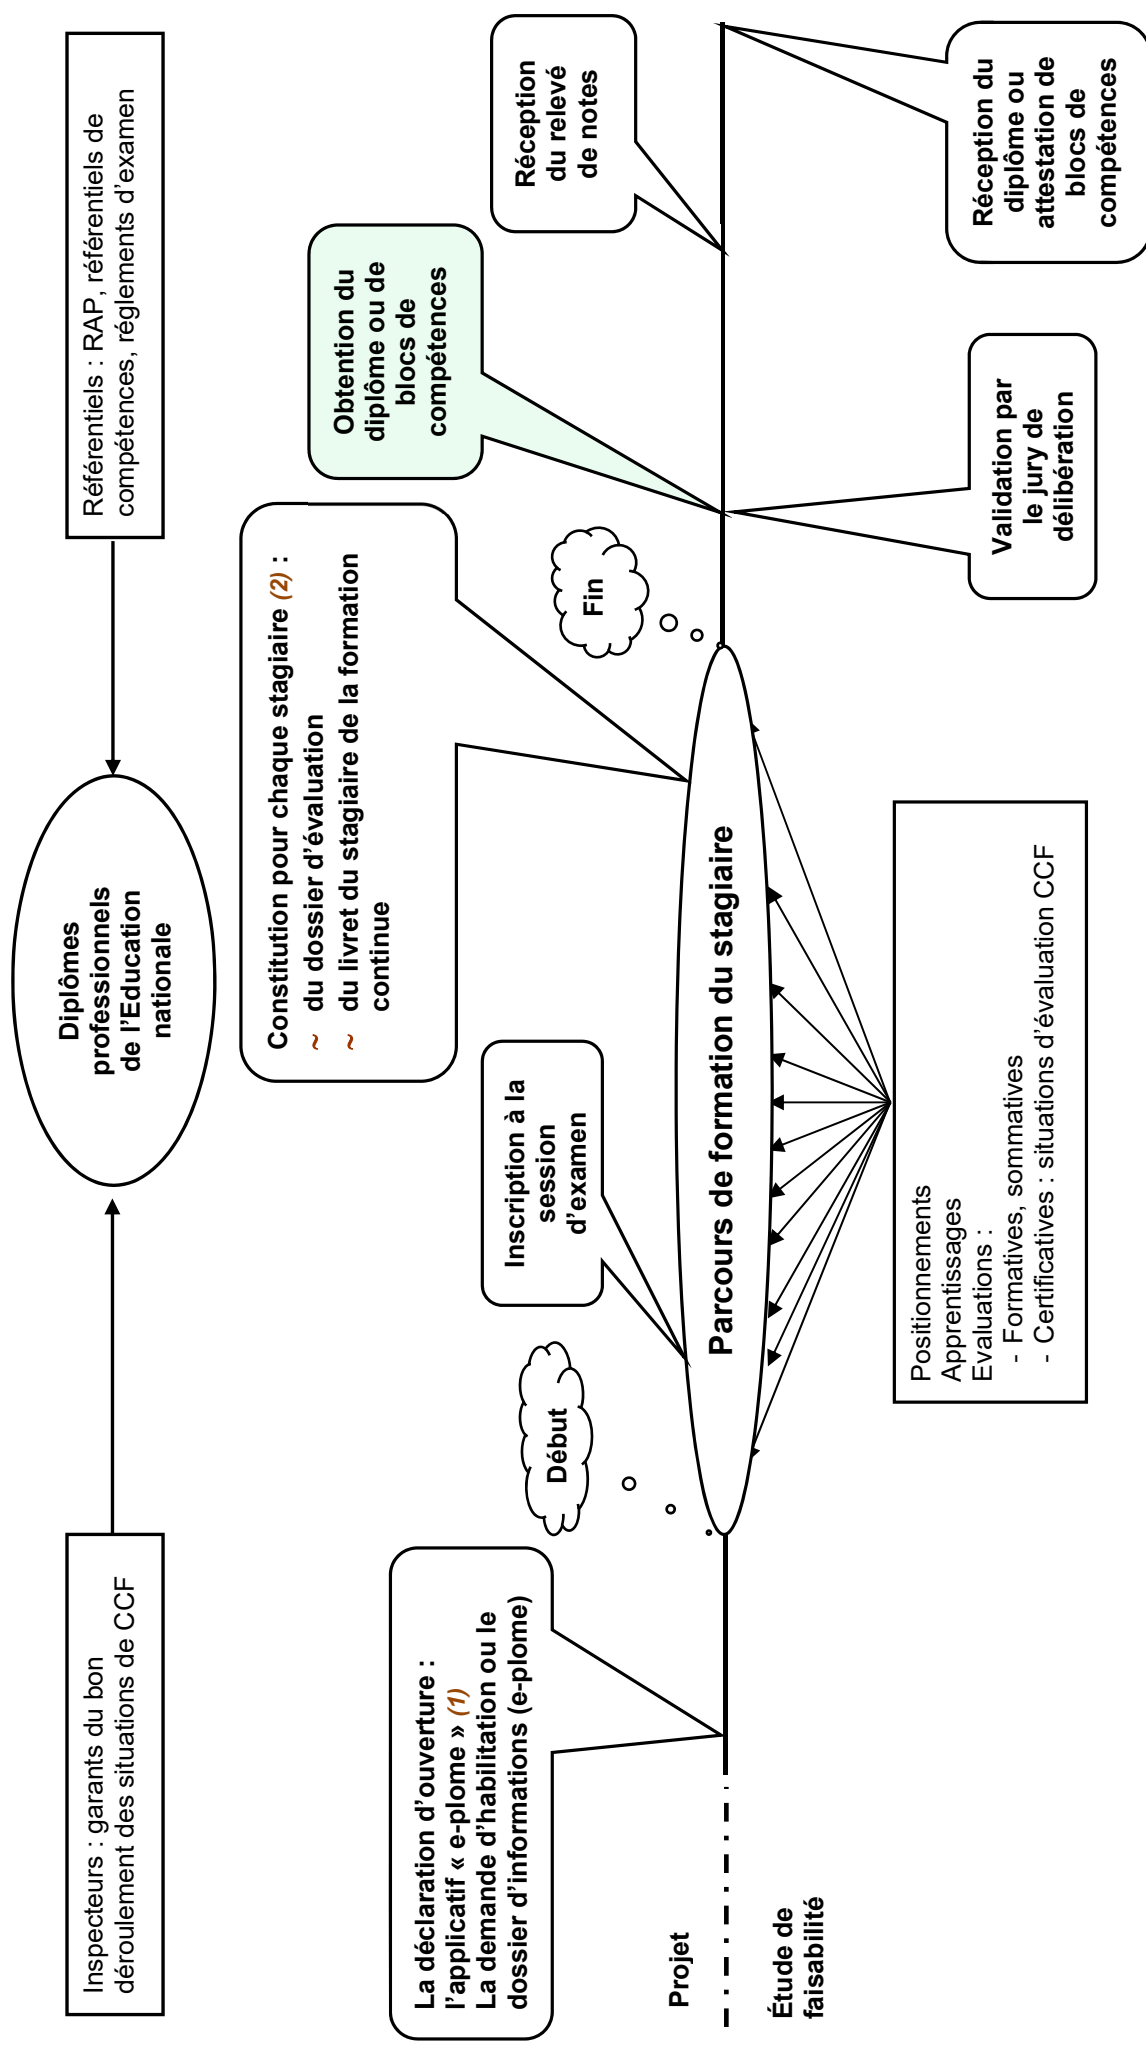 Inspecteurs : garants du bon
déroulement des situations de CCF
Diplômes
professionnels
de l'Education
nationale
Référentiels : RAP, référentiels de
compétences, réglements d'examen
La déclaration d'ouverture :
l'applicatif « e-plome » (1)
La demande d'habilitation ou le
dossier d'informations (e-plome)
Début
Inscription à la
session
d'examen
Constitution pour chaque stagiaire (2) :
~ du dossier d'évaluation
~ du livret du stagiaire de la formation
continue
Fin
Obtention du
diplôme ou de
blocs de
compétences
Réception
du relevé
de notes
Projet
Étude de
faisabilité
Parcours de formation du stagiaire
Positionnements
Apprentissages
Evaluations :
- Formatives, sommatives
- Certificatives : situations d'évaluation CCF
Validation par
le jury de
délibération
Réception du
diplôme ou
attestation de
blocs de
compétences